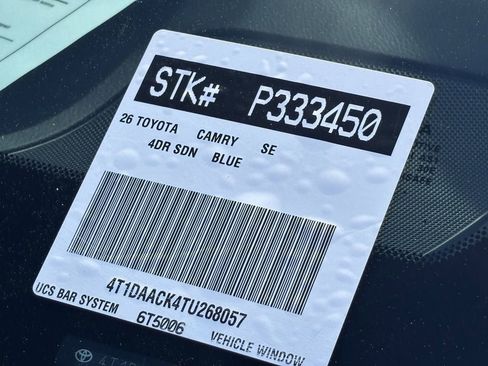 STK# P333450
26 TOYOTA CAMRY SE
4DR SDN BLUE
4T1DAACK4TU268057
UCS BAR SYSTEM 6T5006 VEHICLE WINDOW